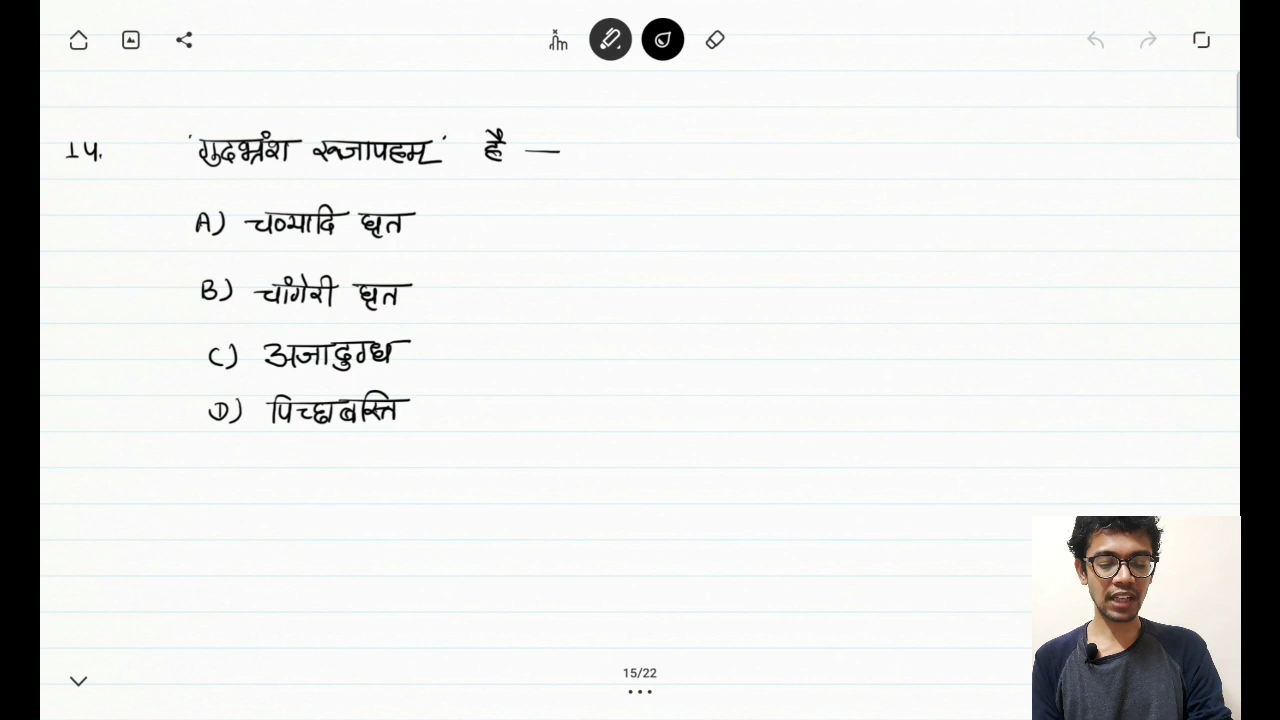 14. 'गुदभ्रंश रूजापहम्' है —
A) चव्यादि घृत
B) चांगेरी घृत
C) अजादुग्ध
D) पिच्छाबस्ति
15/22